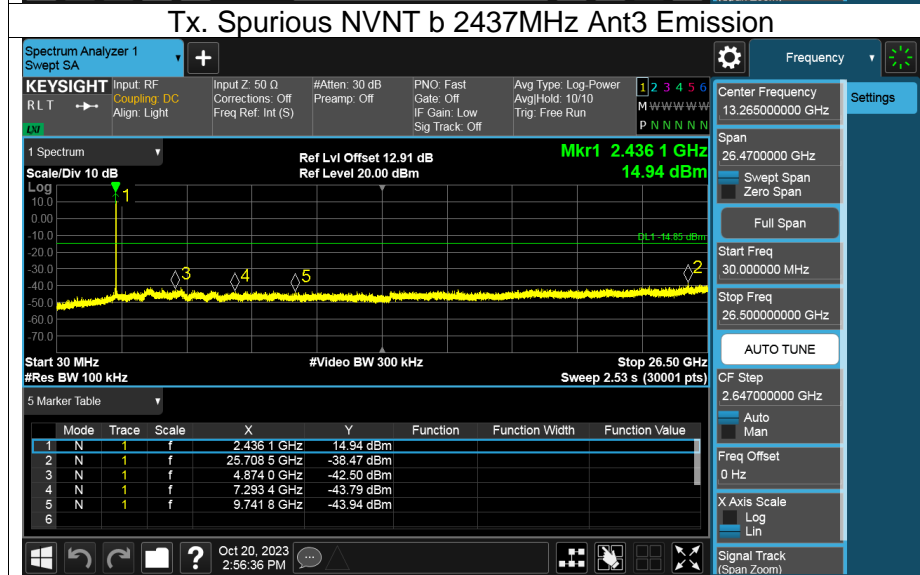 Tx. Spurious NVNT b 2437MHz Ant3 Emission
Spectrum Analyzer 1
Swept SA
+
Frequency
KEYSIGHT
RLT
LXI
Input: RF
Coupling: DC
Align: Light
Input Z: 50 Ω
Corrections: Off
Freq Ref: Int (S)
#Atten: 30 dB
Preamp: Off
PNO: Fast
Gate: Off
IF Gain: Low
Sig Track: Off
Avg Type: Log-Power
Avg|Hold: 10/10
Trig: Free Run
1 2 3 4 5 6
M W W W W W
P N N N N N
1 Spectrum
Scale/Div 10 dB
Ref Lvl Offset 12.91 dB
Ref Level 20.00 dBm
Mkr1 2.436 1 GHz
14.94 dBm
Log
10.0
0.00
-10.0
-20.0
-30.0
-40.0
-50.0
-60.0
-70.0
1
DL1 -14.85 dBm
3
4
5
2
Start 30 MHz
#Res BW 100 kHz
#Video BW 300 kHz
Stop 26.50 GHz
Sweep 2.53 s (30001 pts)
5 Marker Table
Mode Trace Scale X Y Function Function Width Function Value
1 N 1 f 2.436 1 GHz 14.94 dBm
2 N 1 f 25.708 5 GHz -38.47 dBm
3 N 1 f 4.874 0 GHz -42.50 dBm
4 N 1 f 7.293 4 GHz -43.79 dBm
5 N 1 f 9.741 8 GHz -43.94 dBm
6
?
Oct 20, 2023
2:56:36 PM
Center Frequency
13.265000000 GHz
Settings
Span
26.4700000 GHz
Swept Span
Zero Span
Full Span
Start Freq
30.000000 MHz
Stop Freq
26.500000000 GHz
AUTO TUNE
CF Step
2.647000000 GHz
Auto
Man
Freq Offset
0 Hz
X Axis Scale
Log
Lin
Signal Track
(Span Zoom)